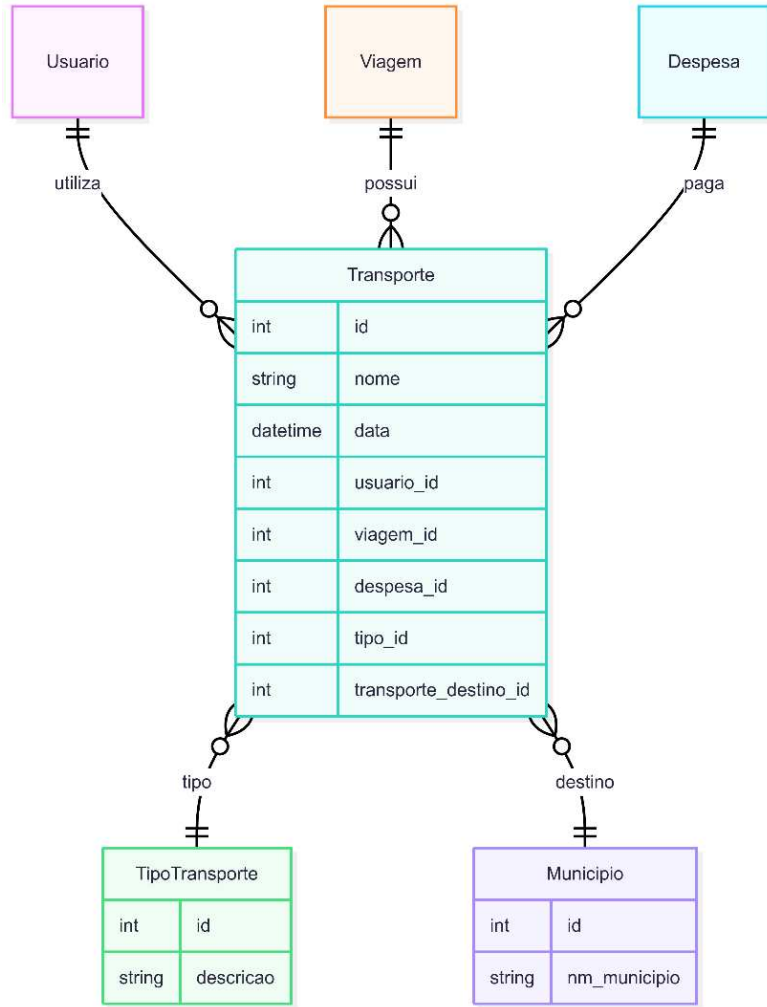 Usuario
Viagem
Despesa
utiliza
possui
paga
Transporte
int id
string nome
datetime data
int usuario_id
int viagem_id
int despesa_id
int tipo_id
int transporte_destino_id
tipo
destino
TipoTransporte
int id
string descricao
Municipio
int id
string nm_municipio